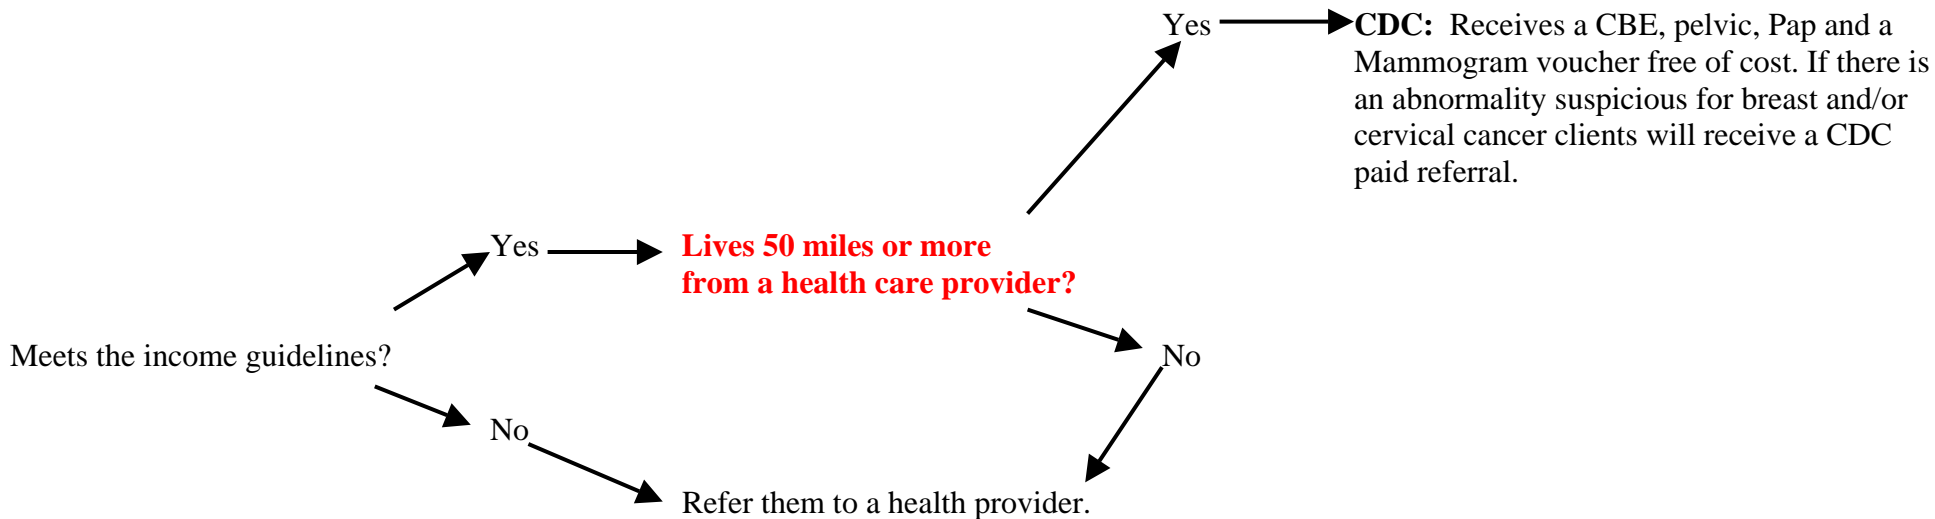 Meets the income guidelines?
Yes
No
Lives 50 miles or more
from a health care provider?
Yes
No
Refer them to a health provider.
CDC:  Receives a CBE, pelvic, Pap and a
Mammogram voucher free of cost. If there is
an abnormality suspicious for breast and/or
cervical cancer clients will receive a CDC
paid referral.